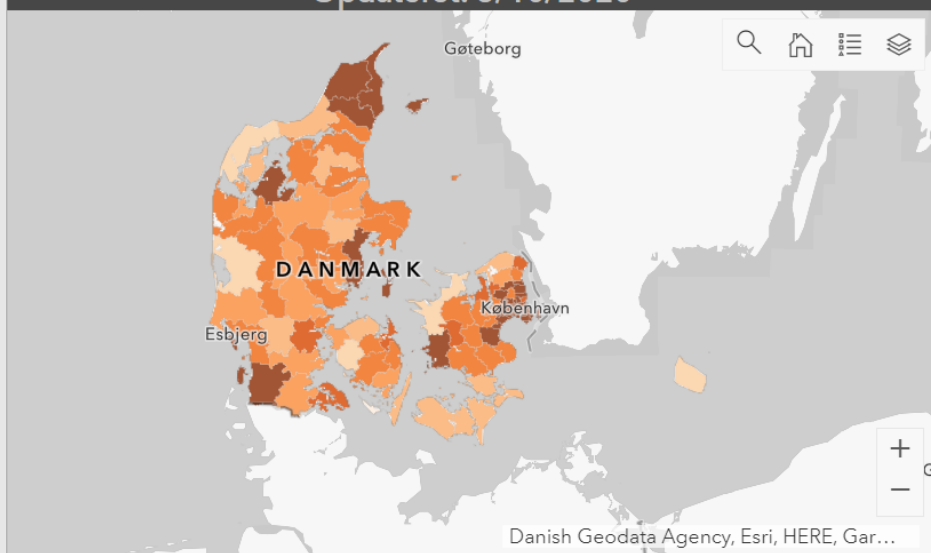 Gøteborg
DANMARK
København
Esbjerg
+
−
Danish Geodata Agency, Esri, HERE, Gar...